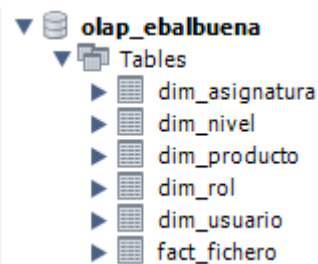 olap_ebalbuena
Tables
dim_asignatura
dim_nivel
dim_producto
dim_rol
dim_usuario
fact_fichero